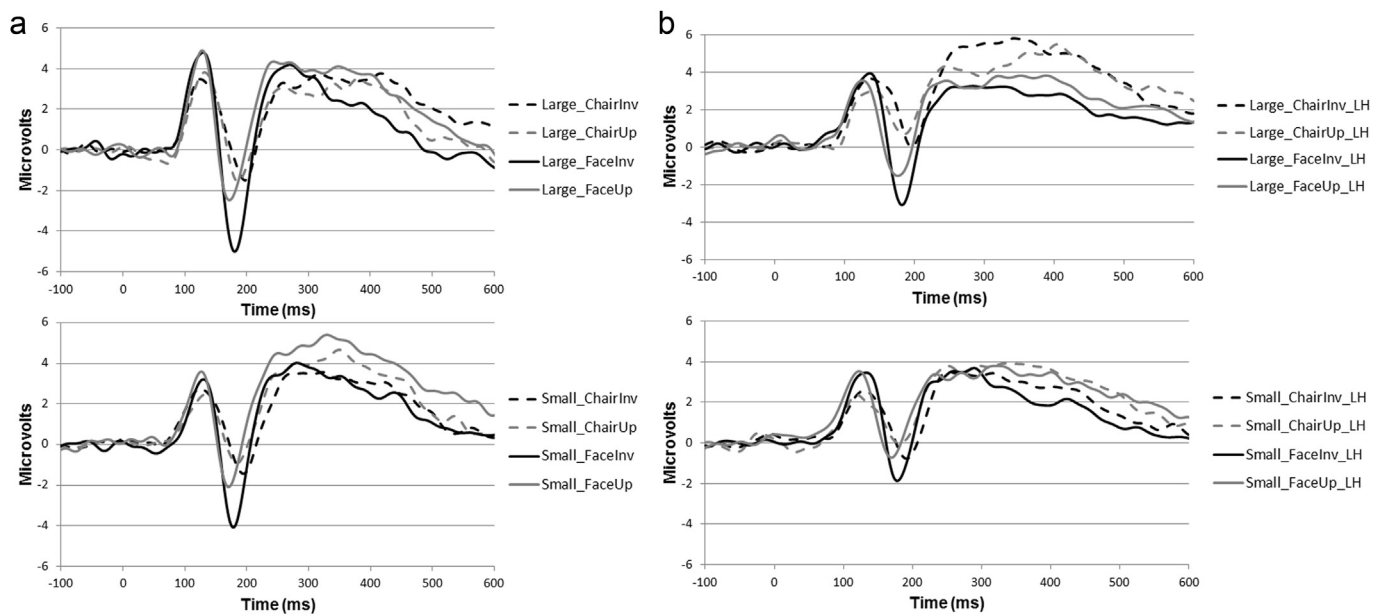 a
Microvolts
6
4
2
0
-2
-4
-6
-100 0 100 200 300 400 500 600
Time (ms)
Large_ChairInv
Large_ChairUp
Large_FaceInv
Large_FaceUp
Microvolts
6
4
2
0
-2
-4
-6
-100 0 100 200 300 400 500 600
Time (ms)
Small_ChairInv
Small_ChairUp
Small_FaceInv
Small_FaceUp
b
Microvolts
6
4
2
0
-2
-4
-6
-100 0 100 200 300 400 500 600
Time (ms)
Large_ChairInv_LH
Large_ChairUp_LH
Large_FaceInv_LH
Large_FaceUp_LH
Microvolts
6
4
2
0
-2
-4
-6
-100 0 100 200 300 400 500 600
Time (ms)
Small_ChairInv_LH
Small_ChairUp_LH
Small_FaceInv_LH
Small_FaceUp_LH